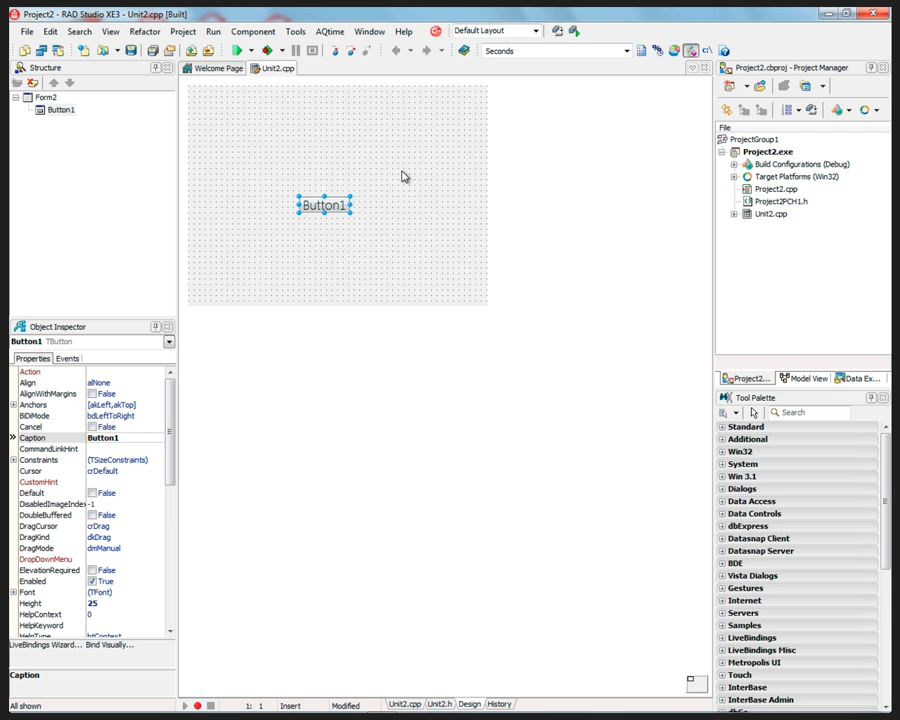 Project2 - RAD Studio XE3 - Unit2.cpp [Built]
File Edit Search View Refactor Project Run Component Tools AQtime Window Help Default Layout
Seconds
Structure
Welcome Page Unit2.cpp
Form2
Button1
Button1
Object Inspector
Button1 TButton
Properties Events
Action
Align alNone
AlignWithMargins False
Anchors [akLeft,akTop]
BiDiMode bdLeftToRight
Cancel False
Caption Button1
CommandLinkHint
Constraints (TSizeConstraints)
Cursor crDefault
CustomHint
Default False
DisabledImageIndex -1
DoubleBuffered False
DragCursor crDrag
DragKind dkDrag
DragMode dmManual
DropDownMenu
ElevationRequired False
Enabled True
Font (TFont)
Height 25
HelpContext 0
HelpKeyword
HelpType htContext
LiveBindings Wizard... Bind Visually...
Caption
All shown
1: 1 Insert Modified Unit2.cpp Unit2.h Design History
Project2.cbproj - Project Manager
File
ProjectGroup1
Project2.exe
Build Configurations (Debug)
Target Platforms (Win32)
Project2.cpp
Project2PCH1.h
Unit2.cpp
Project2... Model View Data Ex...
Tool Palette
Search
Standard
Additional
Win32
System
Win 3.1
Dialogs
Data Access
Data Controls
dbExpress
Datasnap Client
Datasnap Server
BDE
Vista Dialogs
Gestures
Internet
Servers
Samples
LiveBindings
LiveBindings Misc
Metropolis UI
Touch
InterBase
InterBase Admin